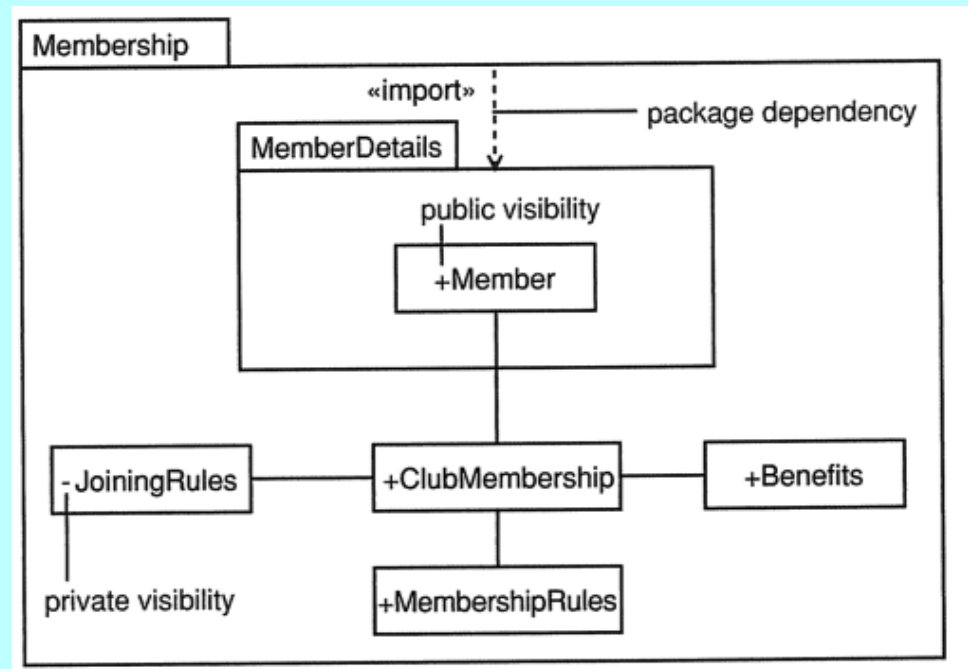 Membership
«import»
package dependency
MemberDetails
public visibility
+Member
-JoiningRules
+ClubMembership
+Benefits
private visibility
+MembershipRules